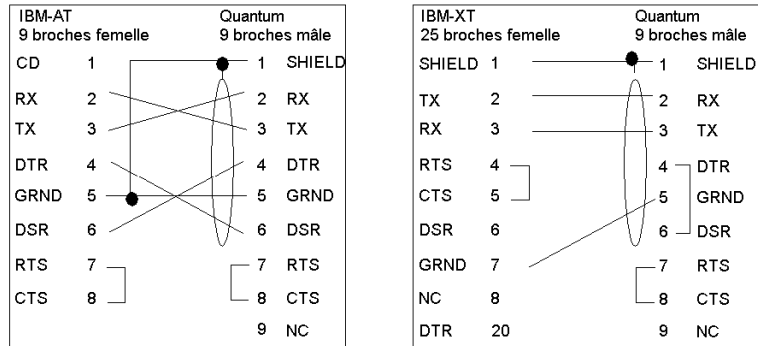 IBM-AT Quantum
9 broches femelle 9 broches mâle
CD 1 1 SHIELD
RX 2 2 RX
TX 3 3 TX
DTR 4 4 DTR
GRND 5 5 GRND
DSR 6 6 DSR
RTS 7 7 RTS
CTS 8 8 CTS
9 NC
IBM-XT Quantum
25 broches femelle 9 broches mâle
SHIELD 1 1 SHIELD
TX 2 2 RX
RX 3 3 TX
RTS 4 4 DTR
CTS 5 5 GRND
DSR 6 6 DSR
GRND 7 7 RTS
NC 8 8 CTS
DTR 20 9 NC